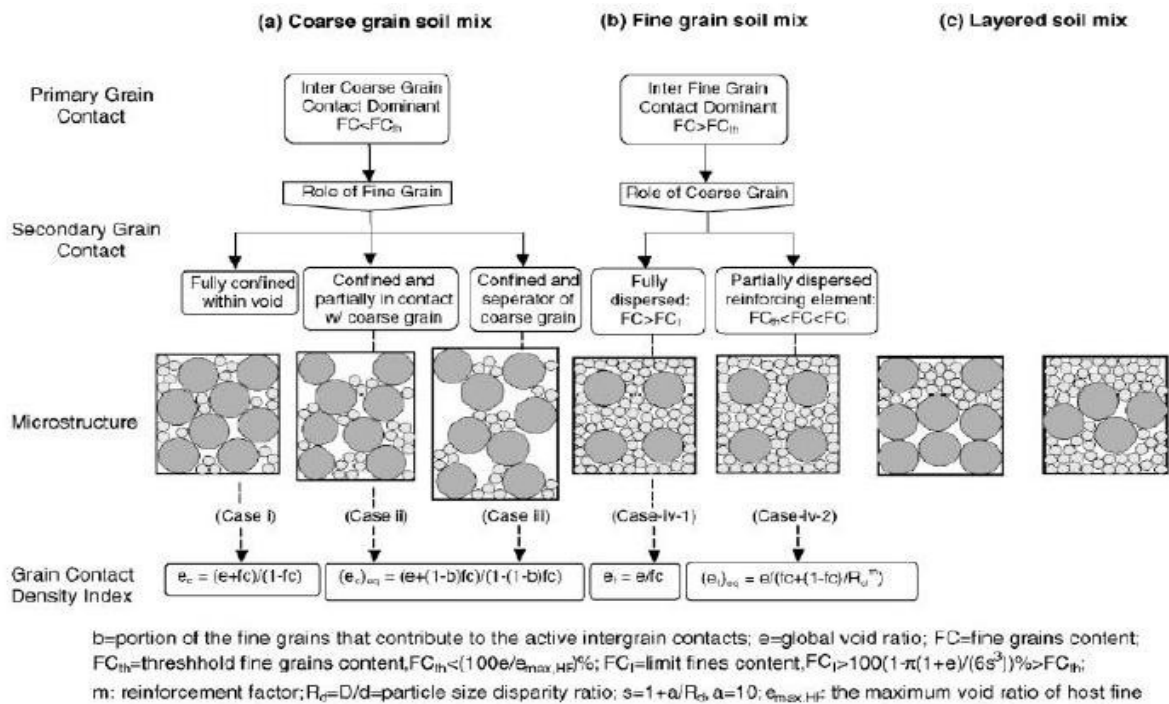 (a) Coarse grain soil mix
(b) Fine grain soil mix
(c) Layered soil mix
Primary Grain
Contact
Inter Coarse Grain
Contact Dominant
FC<FCth
Inter Fine Grain
Contact Dominant
FC>FCth
Role of Fine Grain
Role of Coarse Grain
Secondary Grain
Contact
Fully confined
within void
Confined and
partially in contact
w/ coarse grain
Confined and
seperator of
coarse grain
Fully
dispersed:
FC>FCl
Partially dispersed
reinforcing element:
FCth<FC<FCl
Microstructure
(Case i)
(Case ii)
(Case iii)
(Case-iv-1)
(Case-iv-2)
Grain Contact
Density Index
ec = (e+fc)/(1-fc)
(ec)eq = (e+(1-b)fc)/(1-(1-b)fc)
ef = e/fc
(ef)eq = e/(fc+(1-fc)/Rd^m)
b=portion of the fine grains that contribute to the active intergrain contacts; e=global void ratio; FC=fine grains content;
FCth=threshhold fine grains content,FCth<(100e/emax,HF)%; FCl=limit fines content,FCl>100(1-π(1+e)/(6s³))%>FCth;
m: reinforcement factor;Rd=D/d=particle size disparity ratio; s=1+a/Rd,a=10; emax,HF: the maximum void ratio of host fine